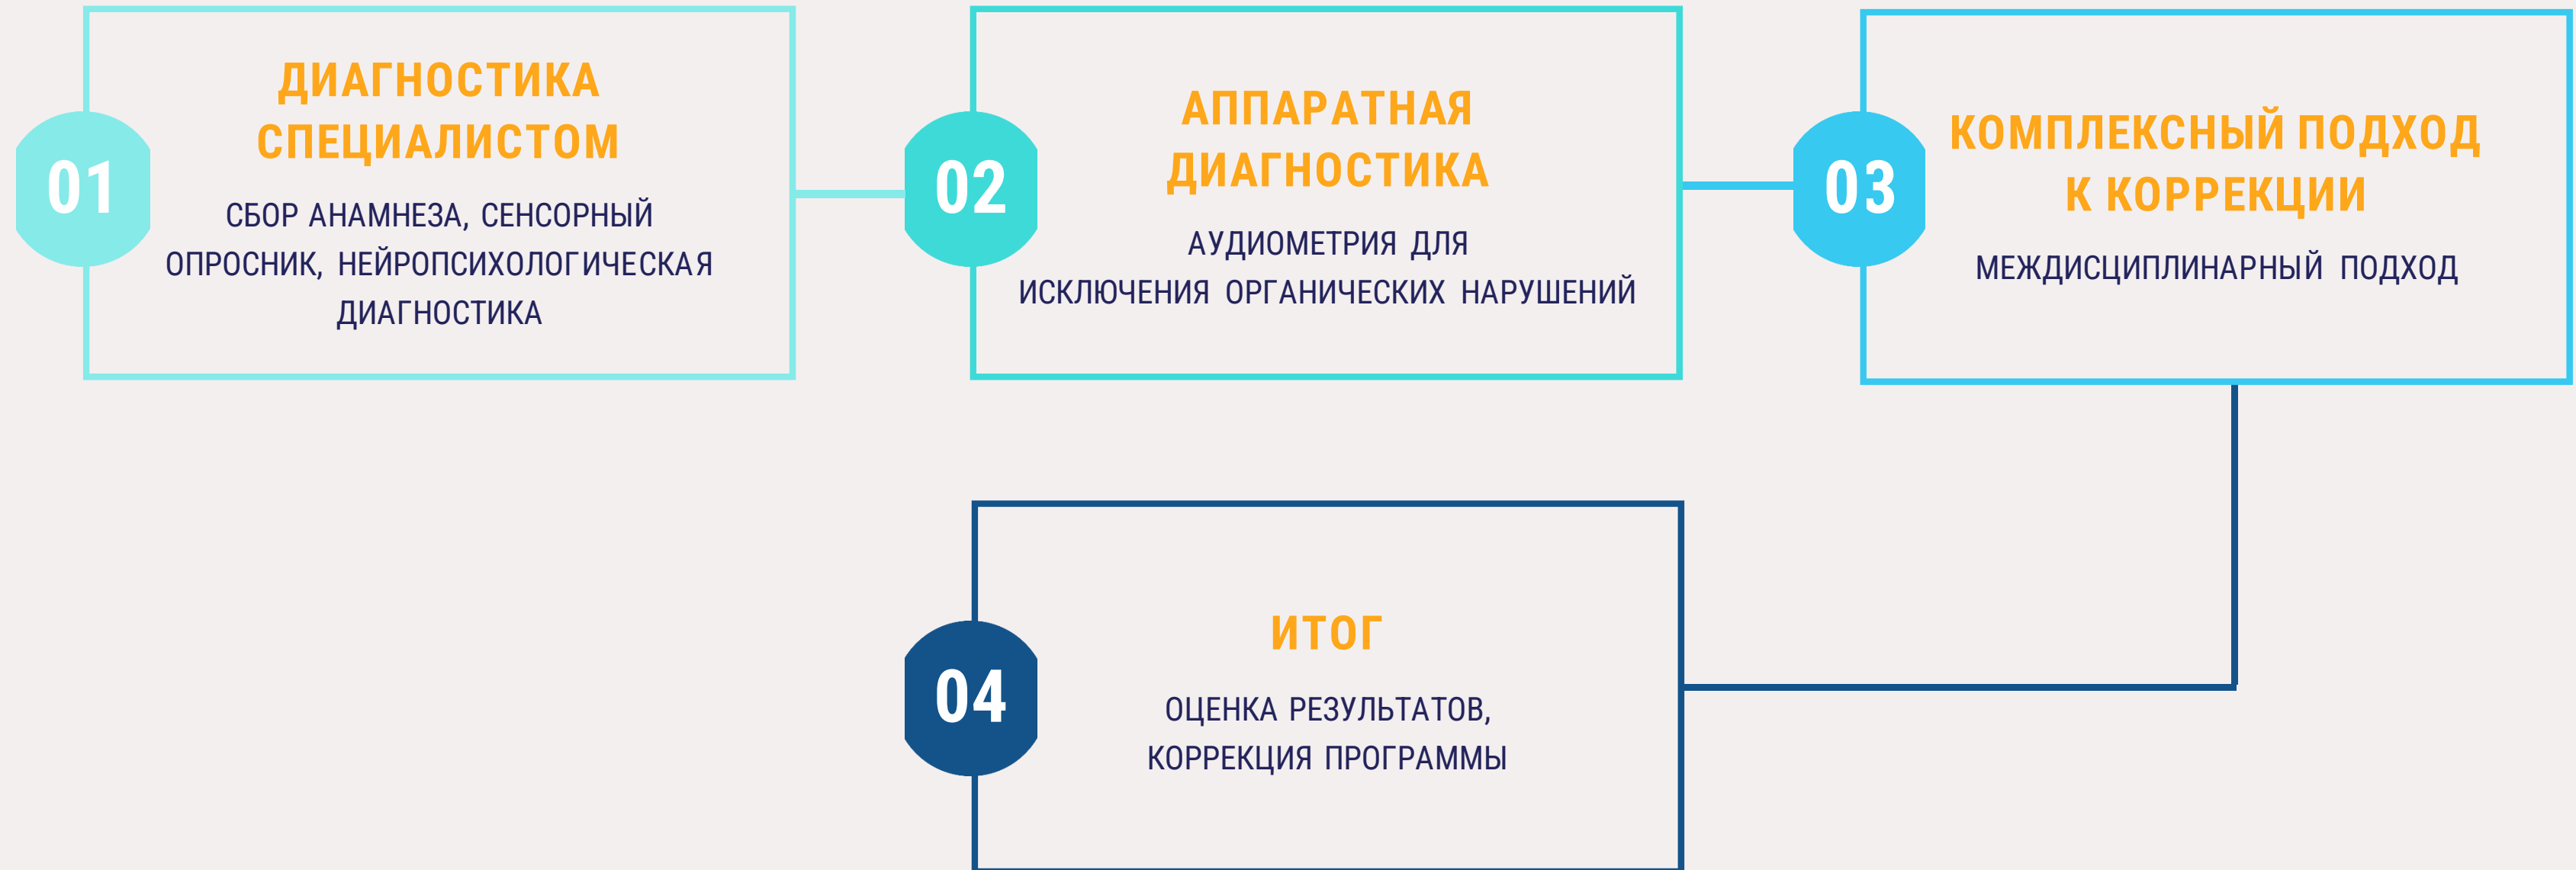 01
ДИАГНОСТИКА
СПЕЦИАЛИСТОМ
СБОР АНАМНЕЗА, СЕНСОРНЫЙ
ОПРОСНИК, НЕЙРОПСИХОЛОГИЧЕСКАЯ
ДИАГНОСТИКА
02
АППАРАТНАЯ
ДИАГНОСТИКА
АУДИОМЕТРИЯ ДЛЯ
ИСКЛЮЧЕНИЯ ОРГАНИЧЕСКИХ НАРУШЕНИЙ
03
КОМПЛЕКСНЫЙ ПОДХОД
К КОРРЕКЦИИ
МЕЖДИСЦИПЛИНАРНЫЙ ПОДХОД
04
ИТОГ
ОЦЕНКА РЕЗУЛЬТАТОВ,
КОРРЕКЦИЯ ПРОГРАММЫ